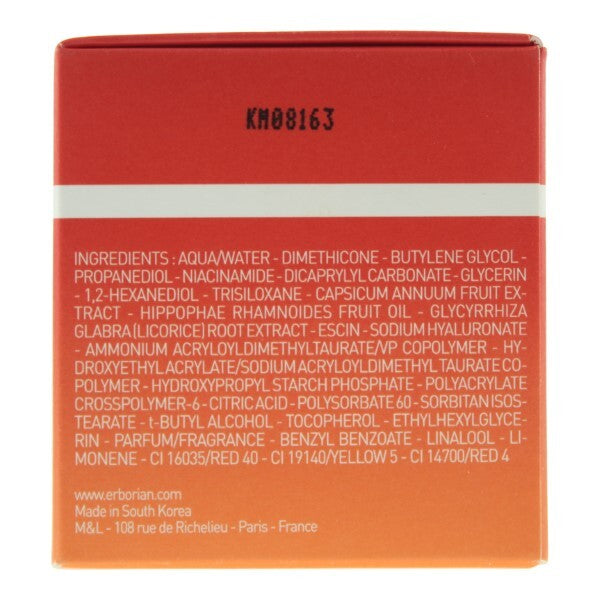 KM08163
INGREDIENTS : AQUA/WATER - DIMETHICONE - BUTYLENE GLYCOL -
PROPANEDIOL - NIACINAMIDE - DICAPRYLYL CARBONATE - GLYCERIN
- 1,2-HEXANEDIOL - TRISILOXANE - CAPSICUM ANNUUM FRUIT EX-
TRACT - HIPPOPHAE RHAMNOIDES FRUIT OIL - GLYCYRRHIZA
GLABRA (LICORICE) ROOT EXTRACT - ESCIN - SODIUM HYALURONATE
- AMMONIUM ACRYLOYLDIMETHYLTAURATE/VP COPOLYMER - HY-
DROXYETHYL ACRYLATE/SODIUM ACRYLOYLDIMETHYL TAURATE CO-
POLYMER - HYDROXYPROPYL STARCH PHOSPHATE - POLYACRYLATE
CROSSPOLYMER-6 - CITRIC ACID - POLYSORBATE 60 - SORBITAN ISOS-
TEARATE - t-BUTYL ALCOHOL - TOCOPHEROL - ETHYLHEXYLGLYCE-
RIN - PARFUM/FRAGRANCE - BENZYL BENZOATE - LINALOOL - LI-
MONENE - CI 16035/RED 40 - CI 19140/YELLOW 5 - CI 14700/RED 4
www.erborian.com
Made in South Korea
M&L - 108 rue de Richelieu - Paris - France